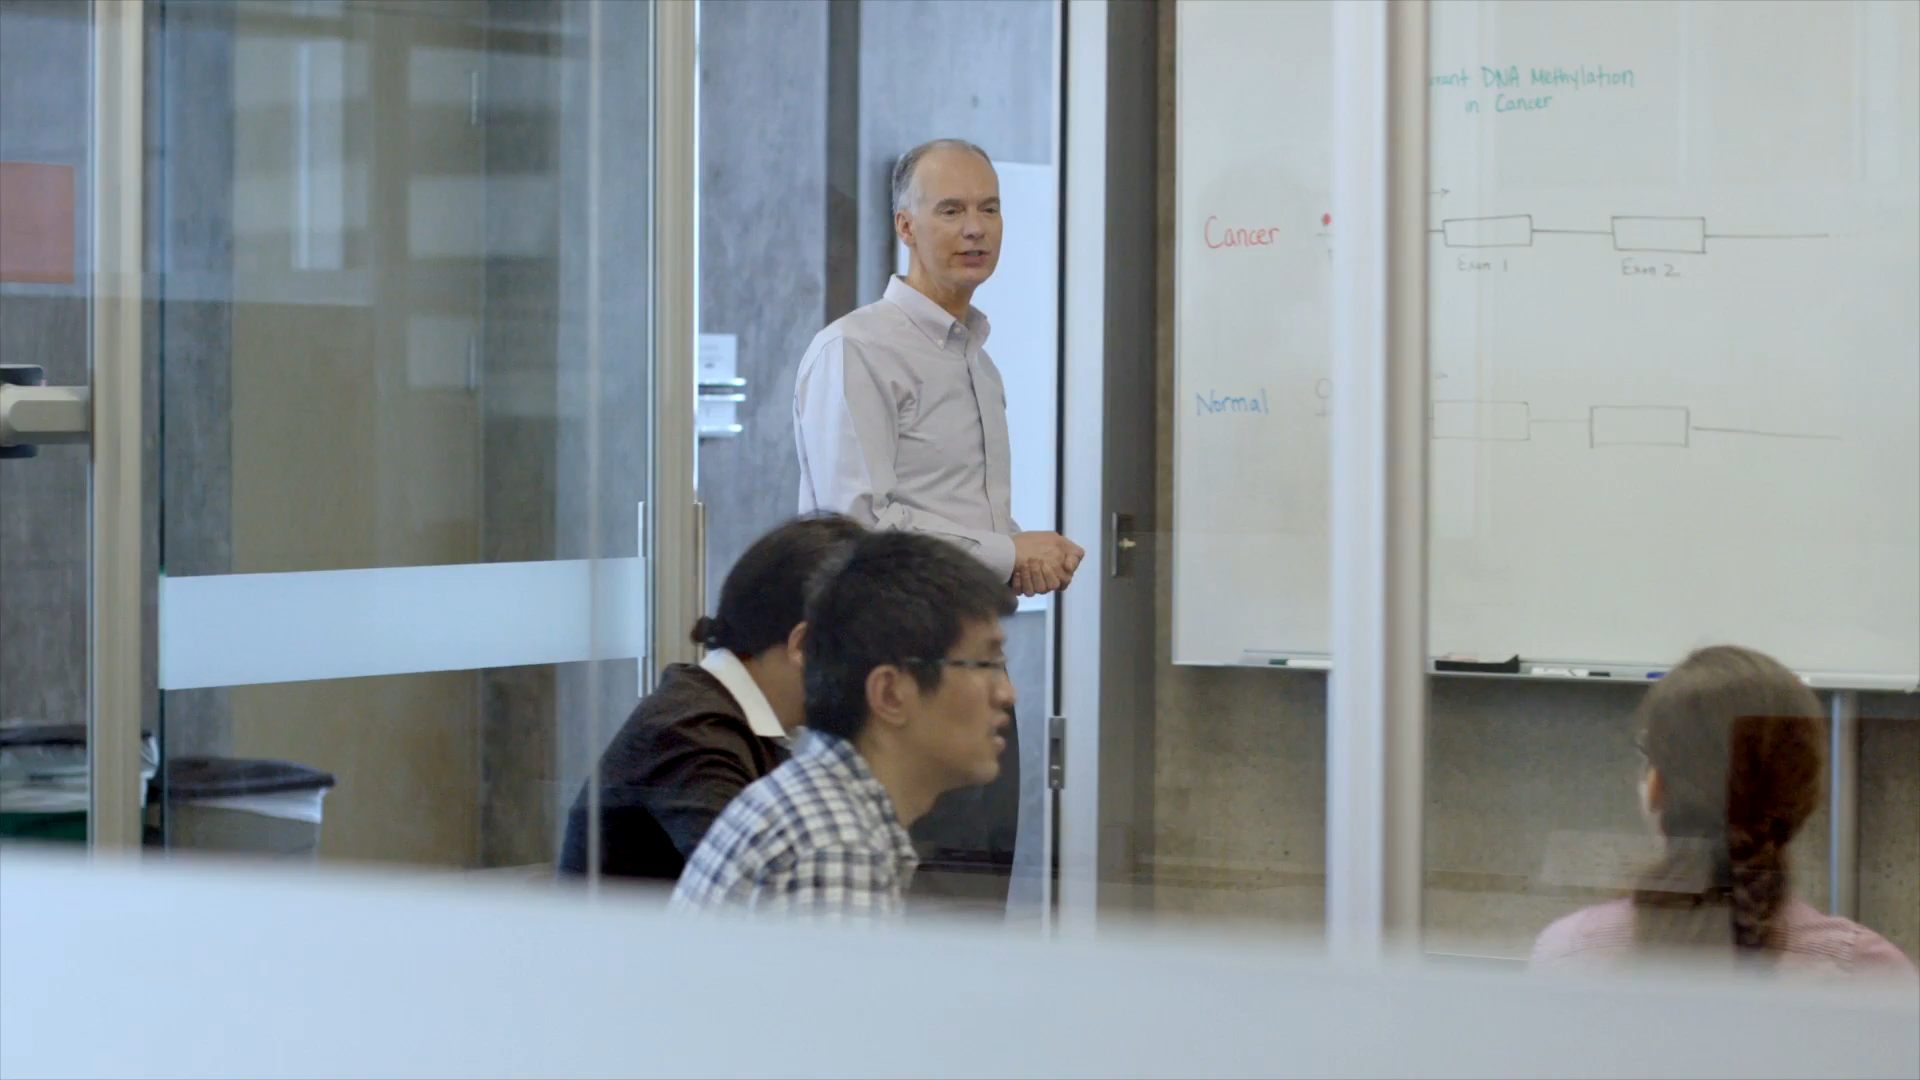 DNA Methylation
in Cancer
Cancer
Exon 1
Exon 2
Normal